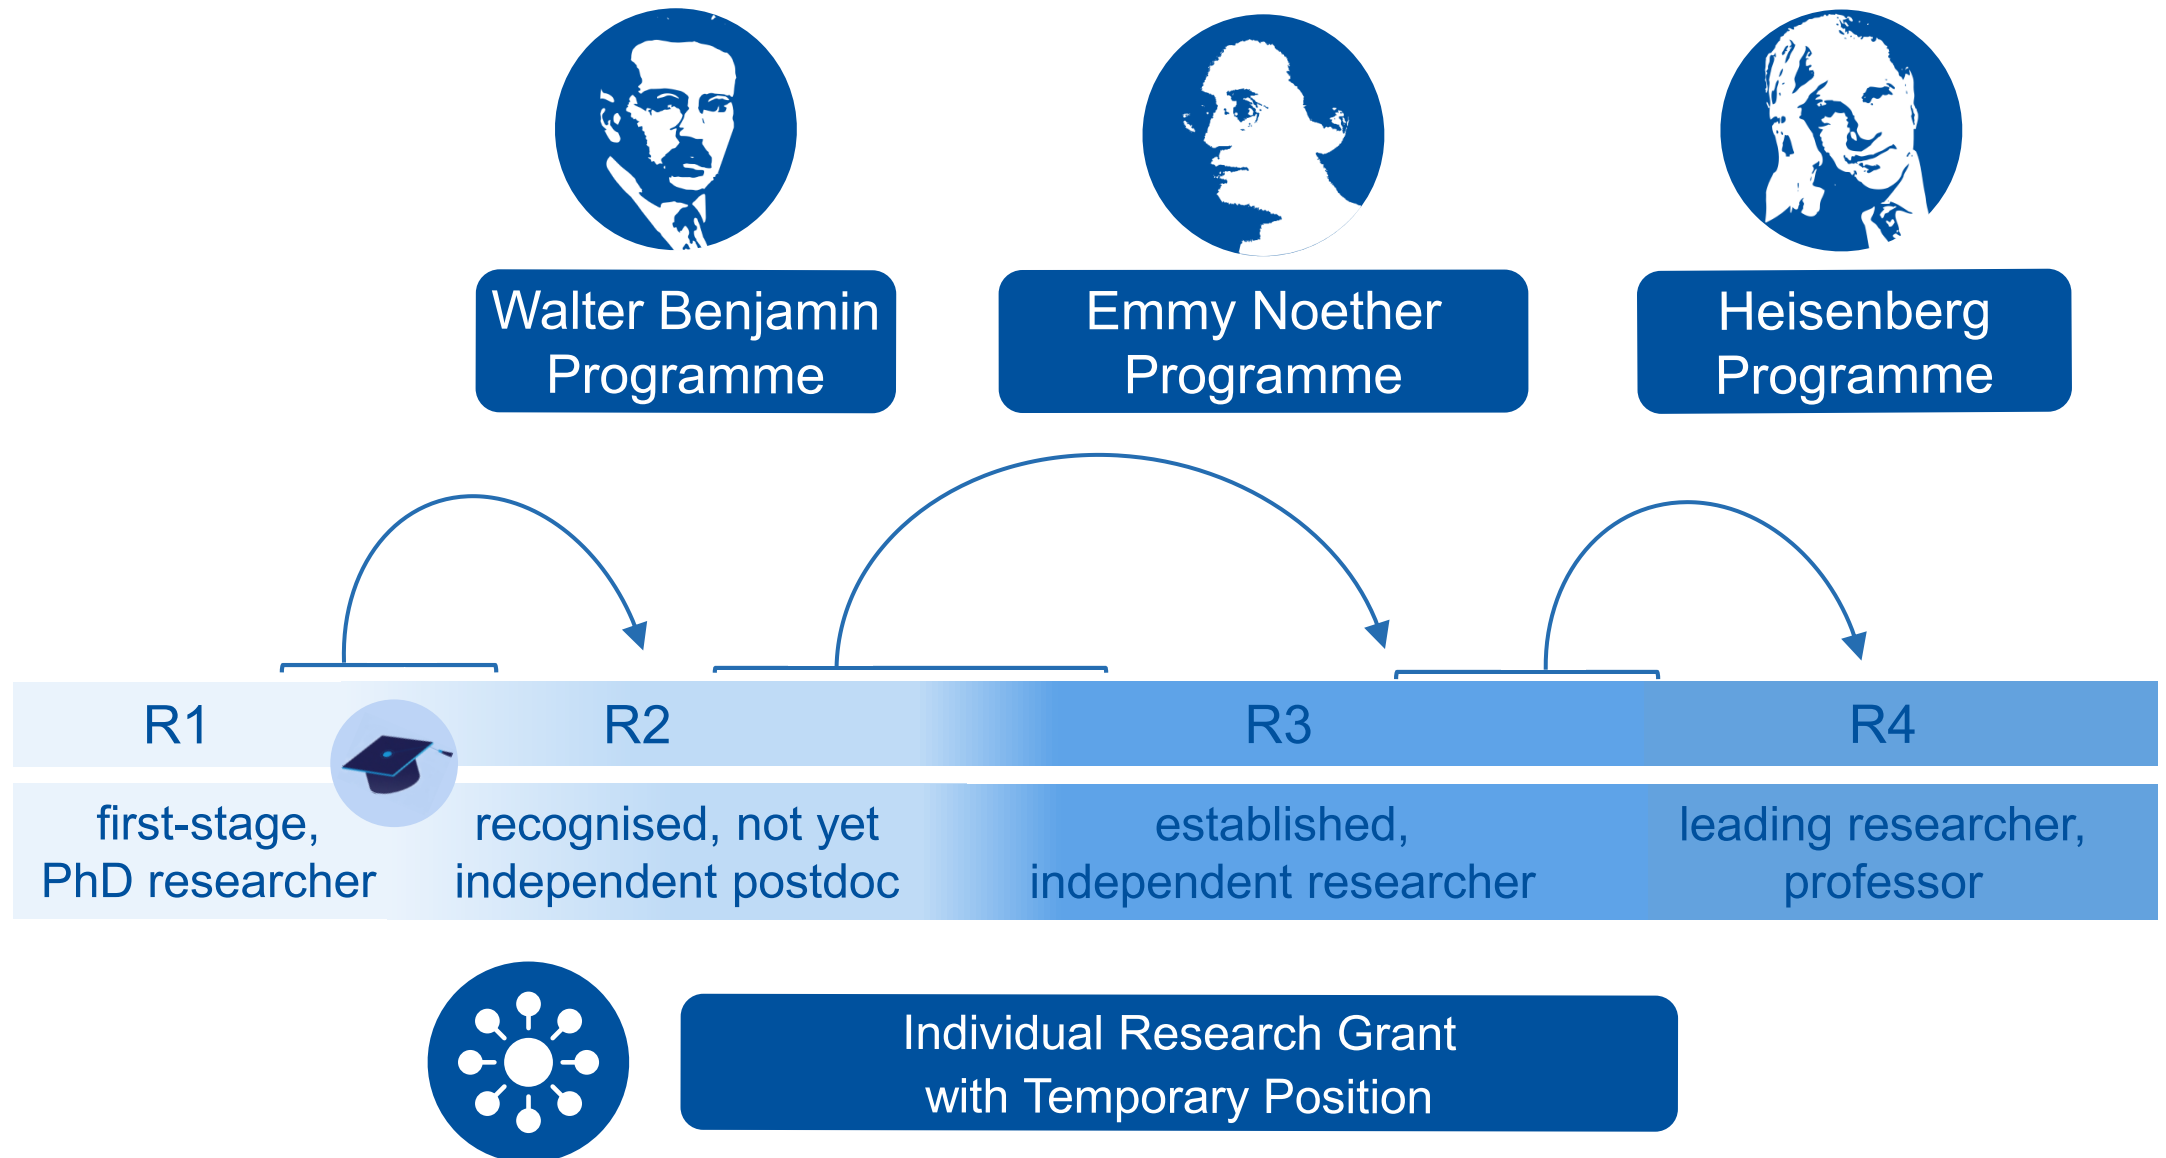 Walter Benjamin
Programme
Emmy Noether
Programme
Heisenberg
Programme
R1
R2
R3
R4
first-stage,
PhD researcher
recognised, not yet
independent postdoc
established,
independent researcher
leading researcher,
professor
Individual Research Grant
with Temporary Position